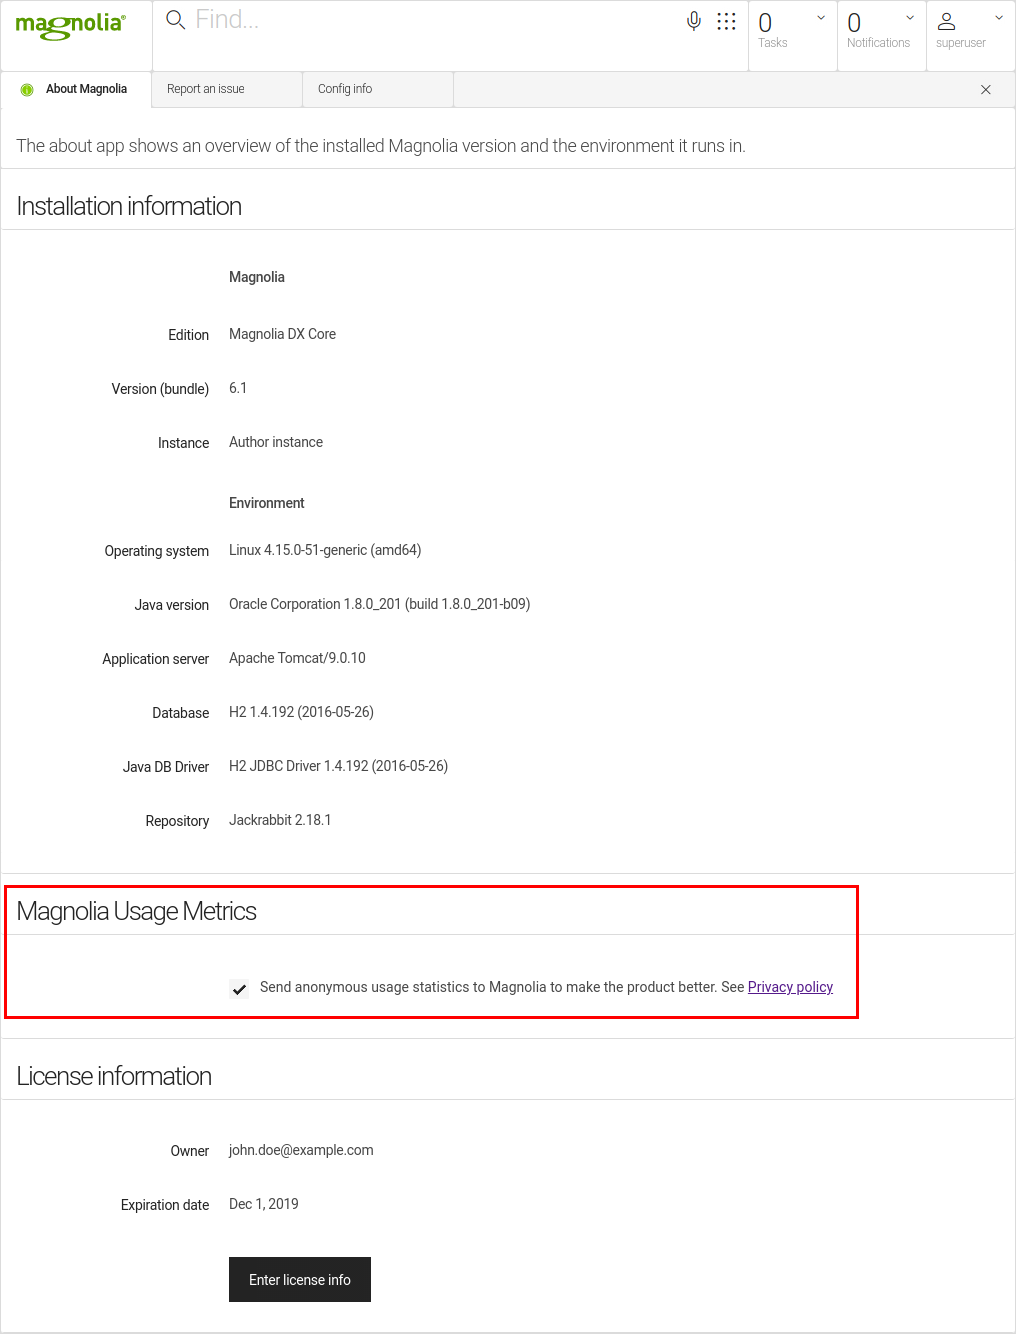 magnolia®
Find...
0
Tasks
0
Notifications
superuser
About Magnolia
Report an issue
Config info
The about app shows an overview of the installed Magnolia version and the environment it runs in.
Installation information
Magnolia
Edition Magnolia DX Core
Version (bundle) 6.1
Instance Author instance
Environment
Operating system Linux 4.15.0-51-generic (amd64)
Java version Oracle Corporation 1.8.0_201 (build 1.8.0_201-b09)
Application server Apache Tomcat/9.0.10
Database H2 1.4.192 (2016-05-26)
Java DB Driver H2 JDBC Driver 1.4.192 (2016-05-26)
Repository Jackrabbit 2.18.1
Magnolia Usage Metrics
Send anonymous usage statistics to Magnolia to make the product better. See Privacy policy
License information
Owner john.doe@example.com
Expiration date Dec 1, 2019
Enter license info